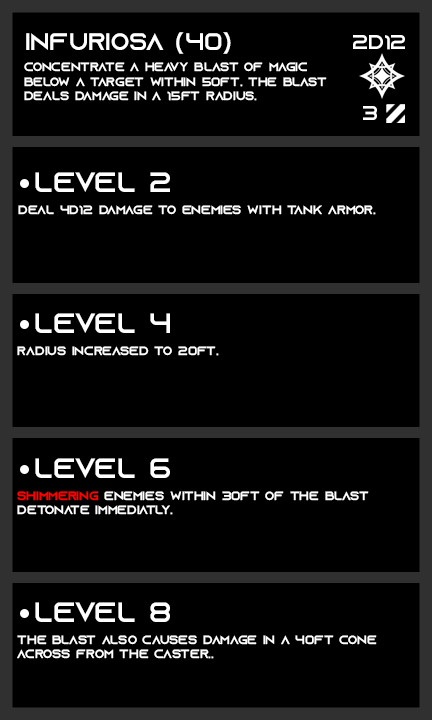 INFURIOSA (40)
2D12
CONCENTRATE A HEAVY BLAST OF MAGIC
BELOW A TARGET WITHIN 50FT. THE BLAST
DEALS DAMAGE IN A 15FT RADIUS.
3
•LEVEL 2
DEAL 4D12 DAMAGE TO ENEMIES WITH TANK ARMOR.
•LEVEL 4
RADIUS INCREASED TO 20FT.
•LEVEL 6
SHIMMERING ENEMIES WITHIN 30FT OF THE BLAST
DETONATE IMMEDIATLY.
•LEVEL 8
THE BLAST ALSO CAUSES DAMAGE IN A 40FT CONE
ACROSS FROM THE CASTER..